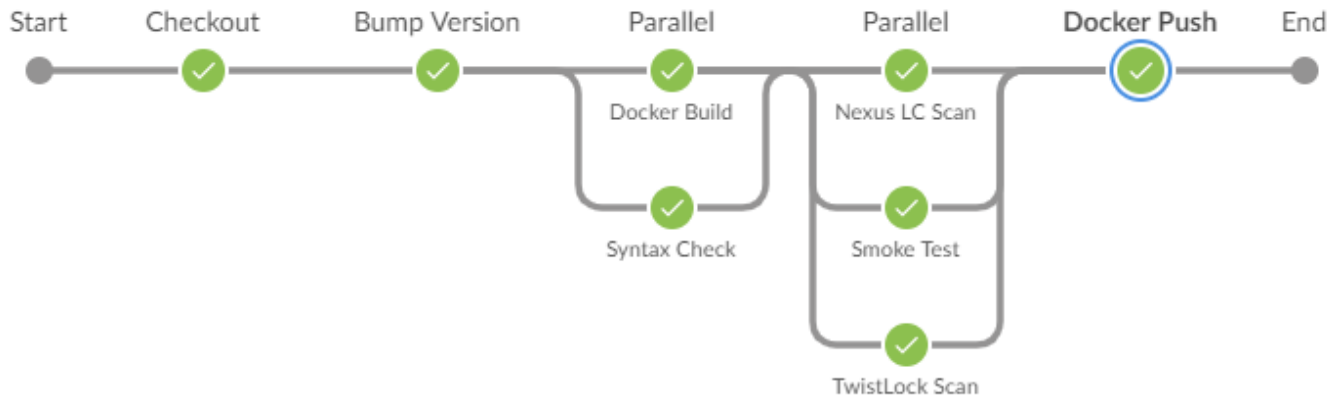 Start Checkout Bump Version Parallel Parallel Docker Push End
Docker Build Nexus LC Scan
Syntax Check Smoke Test
TwistLock Scan